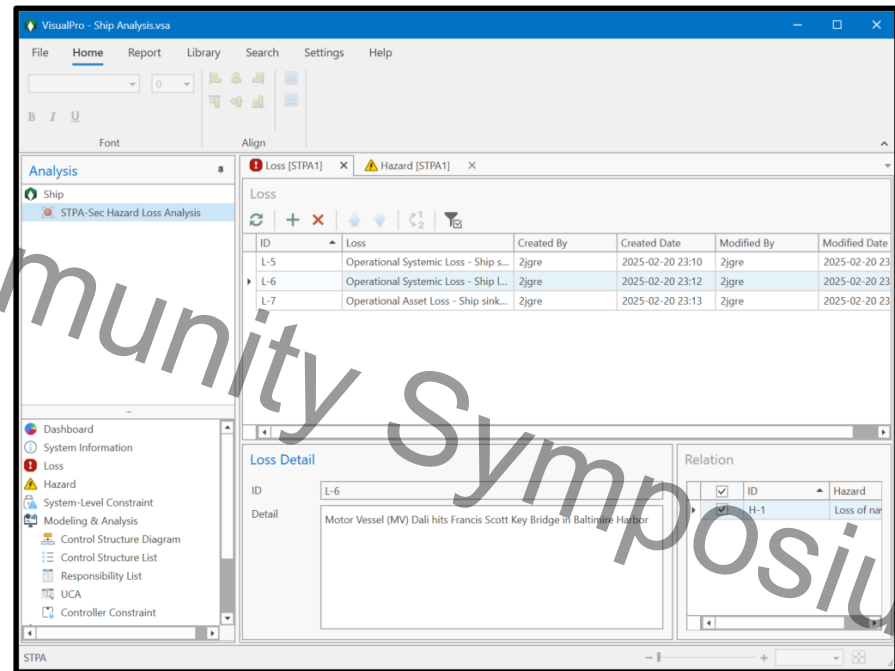 VisualPro - Ship Analysis.vsa
File Home Report Library Search Settings Help
0
B I U
Font Align
Analysis
Ship
STPA-Sec Hazard Loss Analysis
Dashboard
System Information
Loss
Hazard
System-Level Constraint
Modeling & Analysis
Control Structure Diagram
Control Structure List
Responsibility List
UCA
Controller Constraint
Loss [STPA1] Hazard [STPA1]
Loss
ID Loss Created By Created Date Modified By Modified Date
L-5 Operational Systemic Loss - Ship s... 2jgre 2025-02-20 23:10 2jgre 2025-02-20 23
L-6 Operational Systemic Loss - Ship l... 2jgre 2025-02-20 23:12 2jgre 2025-02-20 23
L-7 Operational Asset Loss - Ship sink... 2jgre 2025-02-20 23:13 2jgre 2025-02-20 23
Loss Detail
ID L-6
Detail Motor Vessel (MV) Dali hits Francis Scott Key Bridge in Baltimire Harbor
Relation
ID Hazard
H-1 Loss of nav
STPA
munity Symposiu